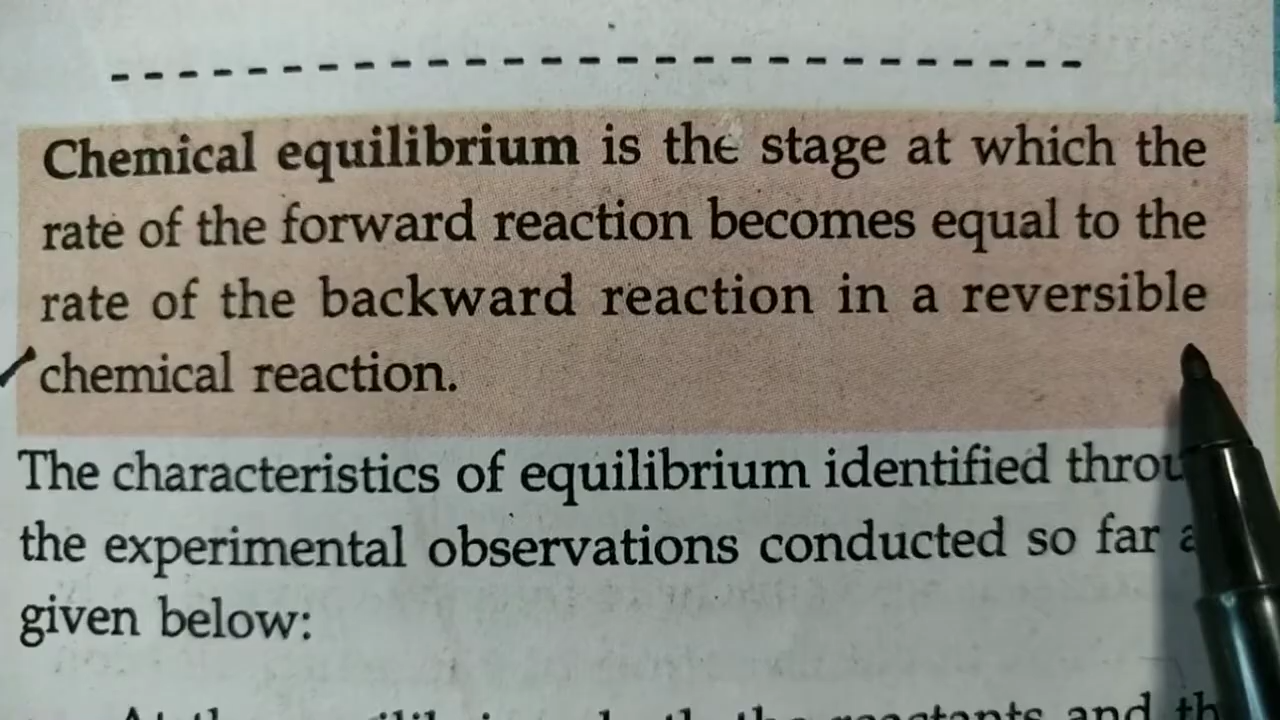 Chemical equilibrium is the stage at which the
rate of the forward reaction becomes equal to the
rate of the backward reaction in a reversible
chemical reaction.
The characteristics of equilibrium identified
the experimental observations conducted so far
given below:
reactants and